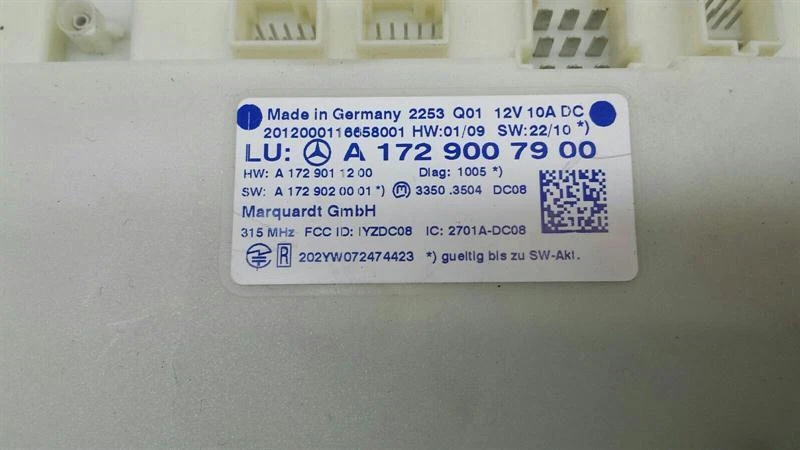 Made in Germany 2253 Q01 12V 10A DC
2012000116658001 HW:01/09 SW:22/10 *)
LU: A 172 900 79 00
HW: A 172 901 12 00 Diag: 1005 *)
SW: A 172 902 00 01 *) m 3350.3504 DC08
Marquardt GmbH
315 MHz FCC ID: IYZDC08 IC: 2701A-DC08
R 202YW072474423 *) gueltig bis zu SW-Akt.